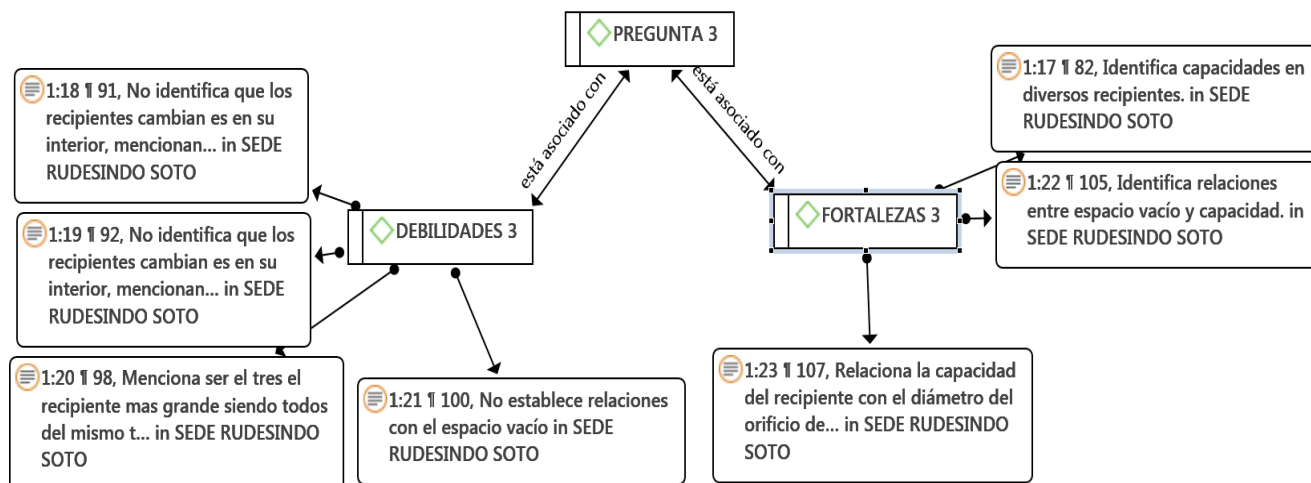 PREGUNTA 3
está asociado con
está asociado con
1:18 ¶ 91, No identifica que los
recipientes cambian es en su
interior, mencionan... in SEDE
RUDESINDO SOTO
1:19 ¶ 92, No identifica que los
recipientes cambian es en su
interior, mencionan... in SEDE
RUDESINDO SOTO
DEBILIDADES 3
1:20 ¶ 98, Menciona ser el tres el
recipiente mas grande siendo todos
del mismo t... in SEDE RUDESINDO
SOTO
1:21 ¶ 100, No establece relaciones
con el espacio vacío in SEDE
RUDESINDO SOTO
1:17 ¶ 82, Identifica capacidades en
diversos recipientes. in SEDE
RUDESINDO SOTO
1:22 ¶ 105, Identifica relaciones
entre espacio vacío y capacidad. in
SEDE RUDESINDO SOTO
FORTALEZAS 3
1:23 ¶ 107, Relaciona la capacidad
del recipiente con el diámetro del
orificio de... in SEDE RUDESINDO
SOTO